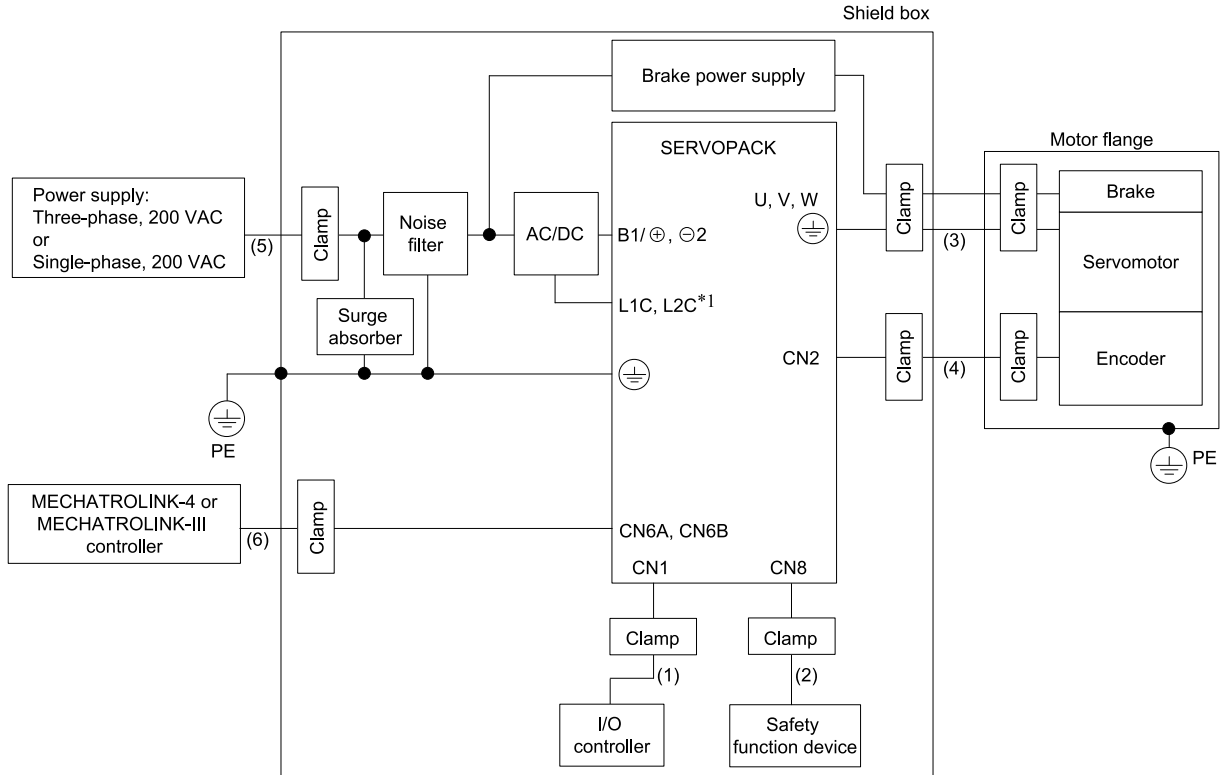 Shield box
Brake power supply
Motor flange
SERVOPACK
Power supply:
Three-phase, 200 VAC
or
Single-phase, 200 VAC
(5)
Clamp
Noise
filter
AC/DC
B1/⊕, ⊖2
U, V, W
Clamp
(3)
Clamp
Brake
Servomotor
Surge
absorber
L1C, L2C*1
CN2
Clamp
(4)
Clamp
Encoder
PE
PE
MECHATROLINK-4 or
MECHATROLINK-III
controller
(6)
Clamp
CN6A, CN6B
CN1
CN8
Clamp
Clamp
(1)
(2)
I/O
controller
Safety
function device